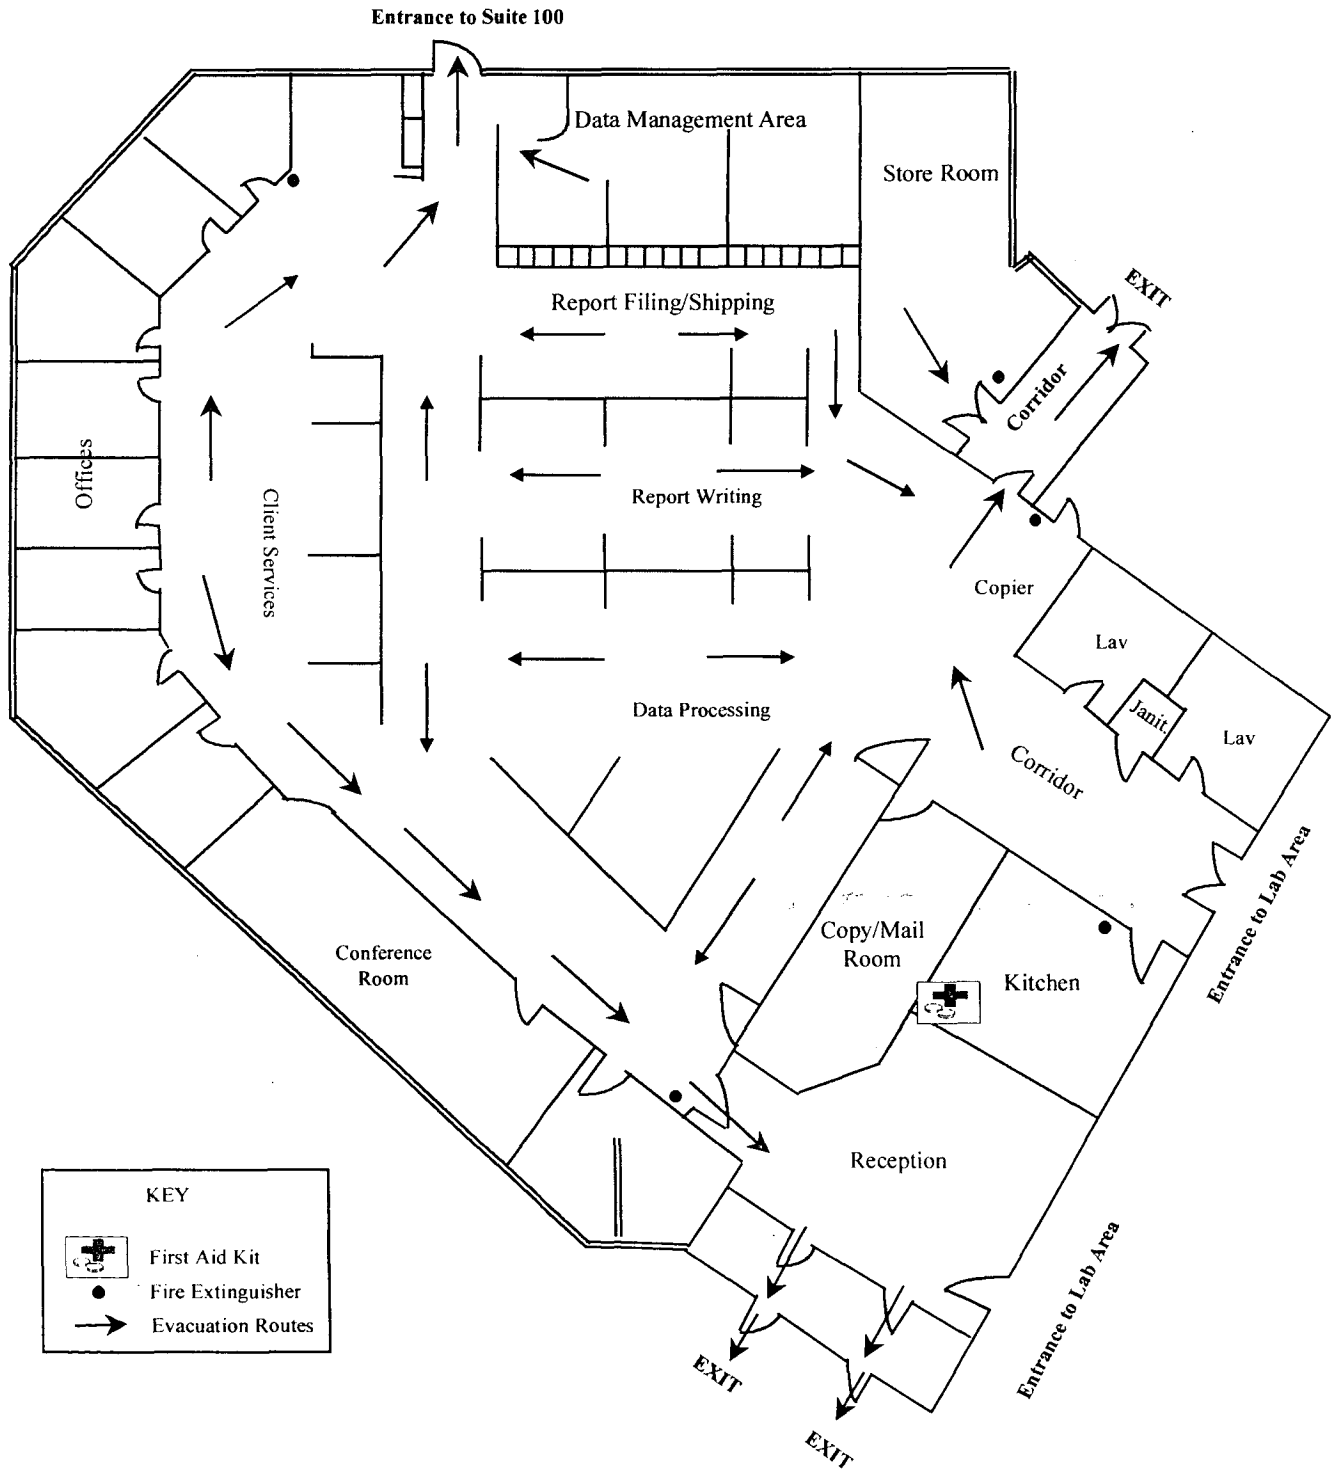 Entrance to Suite 100
Data Management Area
Store Room
EXIT
Report Filing/Shipping
Corridor
Offices
Client Services
Report Writing
Copier
Lav
Janit.
Lav
Data Processing
Corridor
Entrance to Lab Area
Copy/Mail
Room
Conference
Room
Kitchen
Reception
Entrance to Lab Area
KEY
First Aid Kit
Fire Extinguisher
Evacuation Routes
EXIT
EXIT